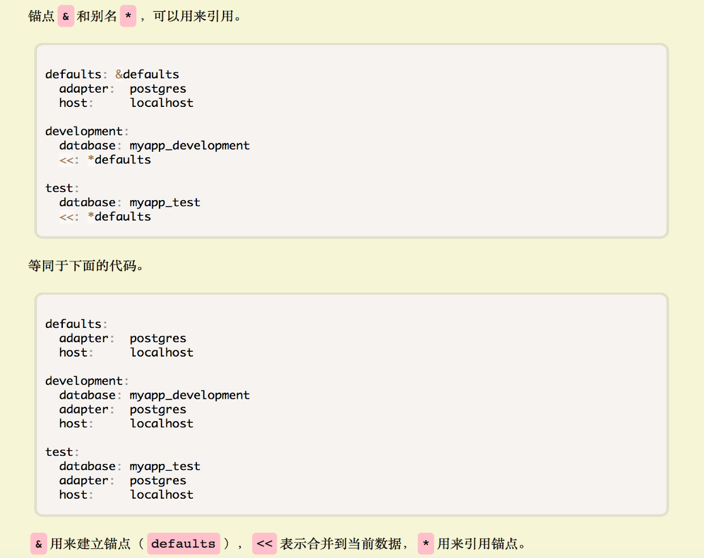 锚点 & 和别名 * ，可以用来引用。
defaults: &defaults
  adapter:  postgres
  host:     localhost
development:
  database: myapp_development
  <<: *defaults
test:
  database: myapp_test
  <<: *defaults
等同于下面的代码。
defaults:
  adapter:  postgres
  host:     localhost
development:
  database: myapp_development
  adapter:  postgres
  host:     localhost
test:
  database: myapp_test
  adapter:  postgres
  host:     localhost
& 用来建立锚点（ defaults ）， << 表示合并到当前数据， * 用来引用锚点。